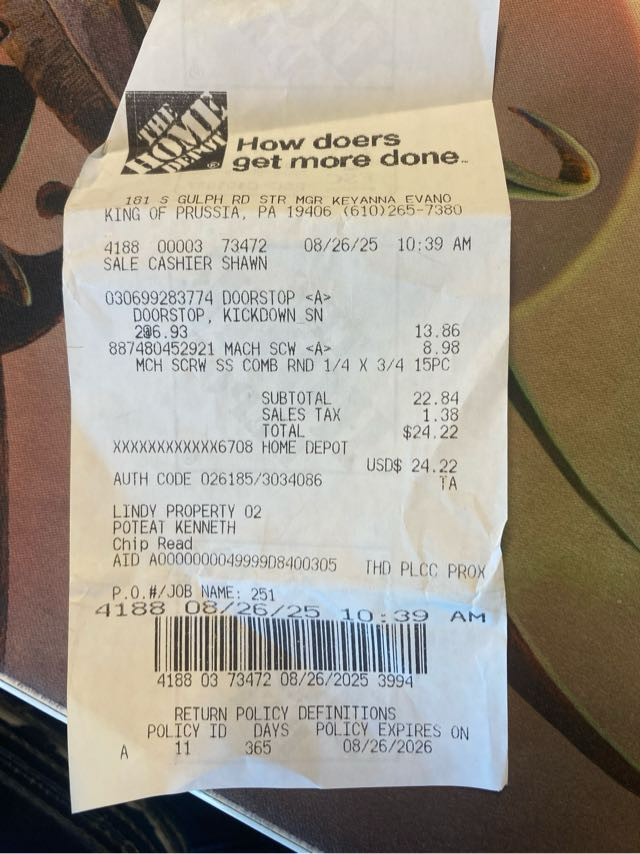 THE
HOME
DEPOT
®
How doers
get more done™
181 S GULPH RD STR MGR KEYANNA EVANO
KING OF PRUSSIA, PA 19406 (610)265-7380
4188 00003 73472 08/26/25 10:39 AM
SALE CASHIER SHAWN
030699283774 DOORSTOP <A>
DOORSTOP, KICKDOWN SN
2@6.93 13.86
887480452921 MACH SCW <A> 8.98
MCH SCRW SS COMB RND 1/4 X 3/4 15PC
SUBTOTAL 22.84
SALES TAX 1.38
TOTAL $24.22
XXXXXXXXXXXX6708 HOME DEPOT
USD$ 24.22
AUTH CODE 026185/3034086 TA
LINDY PROPERTY 02
POTEAT KENNETH
Chip Read
AID A0000000049999D8400305 THD PLCC PROX
P.O.#/JOB NAME: 251
4188 08/26/25 10:39 AM
4188 03 73472 08/26/2025 3994
RETURN POLICY DEFINITIONS
POLICY ID DAYS POLICY EXPIRES ON
A 11 365 08/26/2026